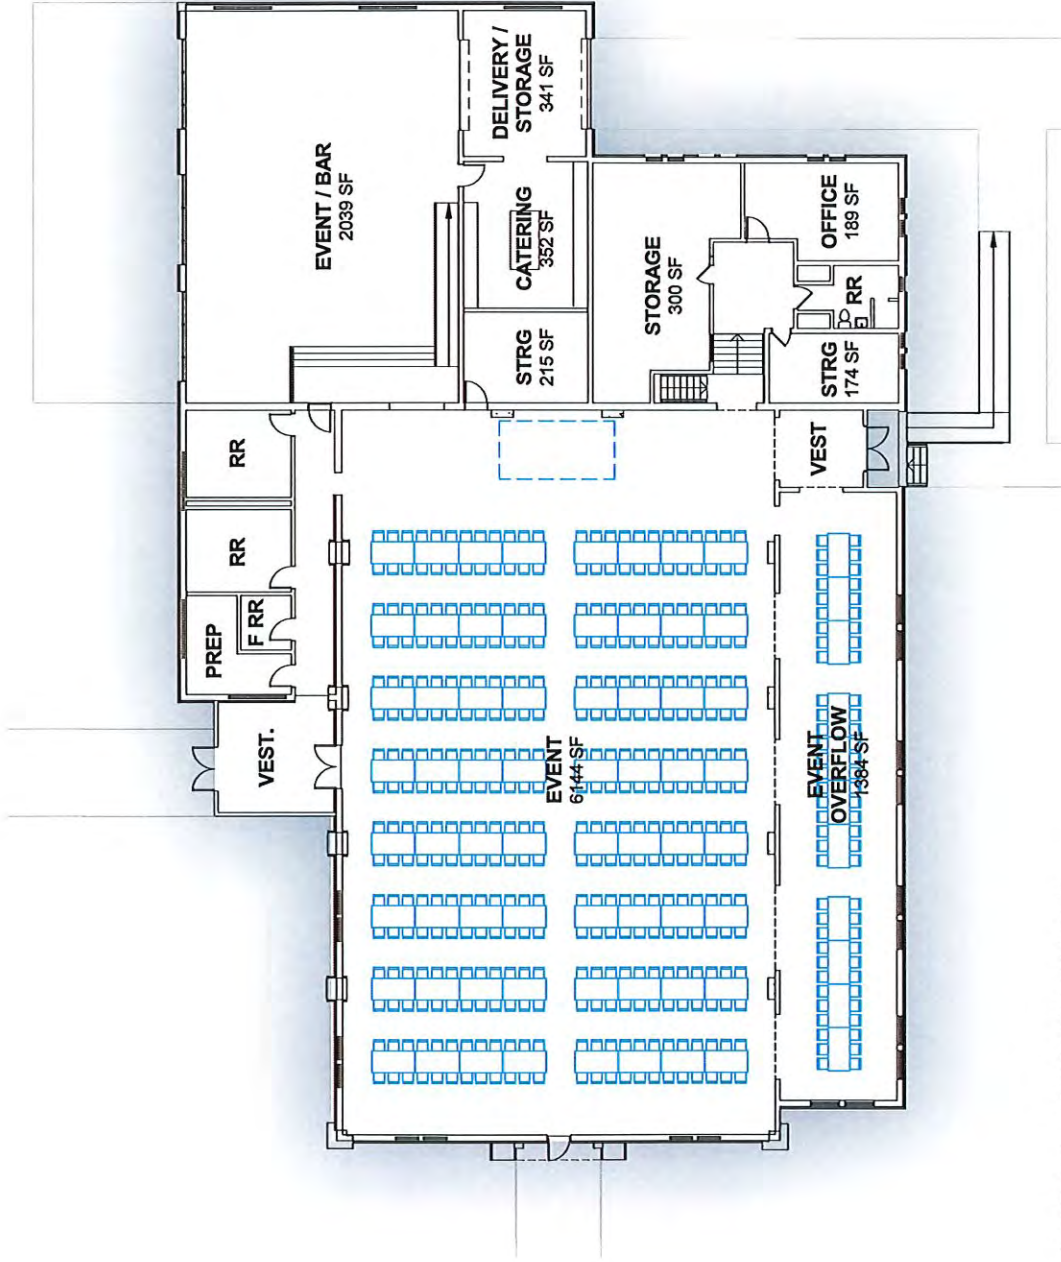 EVENT / BAR
2039 SF
DELIVERY /
STORAGE
341 SF
CATERING
352 SF
STRG
215 SF
STORAGE
300 SF
OFFICE
189 SF
RR
STRG
174 SF
VEST
RR
RR
F RR
PREP
VEST.
EVENT
6144 SF
EVENT
OVERFLOW
1384 SF